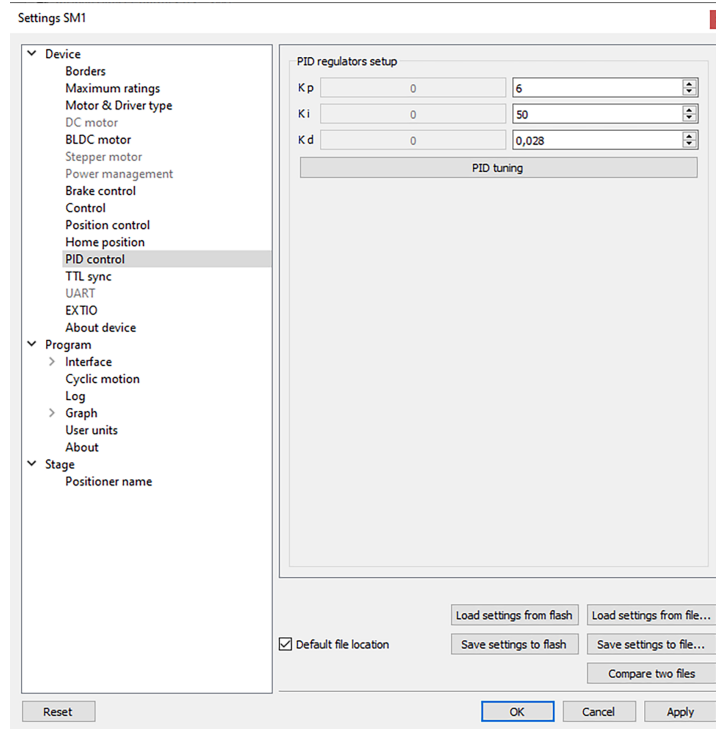 Settings SM1
Device
Borders
Maximum ratings
Motor & Driver type
DC motor
BLDC motor
Stepper motor
Power management
Brake control
Control
Position control
Home position
PID control
TTL sync
UART
EXTIO
About device
Program
Interface
Cyclic motion
Log
Graph
User units
About
Stage
Positioner name
PID regulators setup
Kp 0 6
Ki 0 50
Kd 0 0,028
PID tuning
Load settings from flash Load settings from file...
Default file location Save settings to flash Save settings to file...
Compare two files
Reset OK Cancel Apply